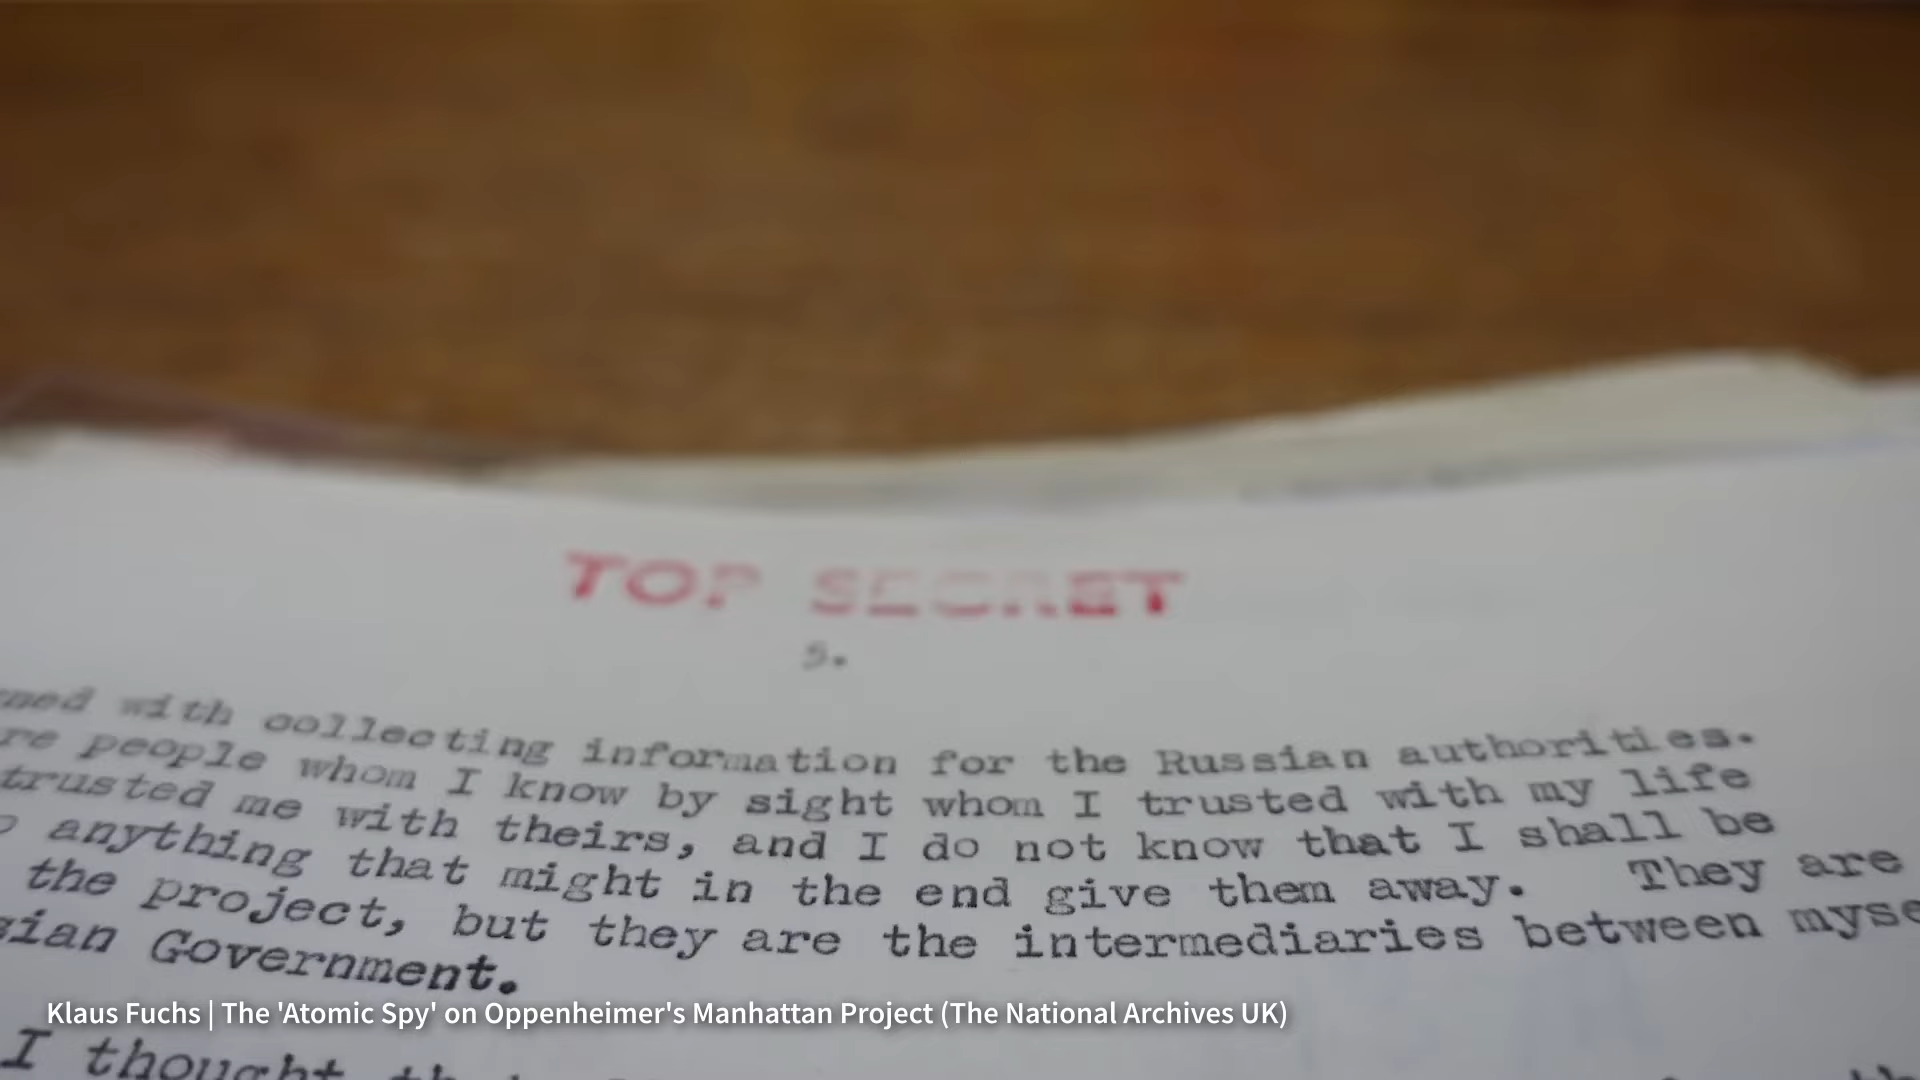 TOP SECRET
5.
with collecting information for the Russian authorities.
people whom I know by sight whom I trusted with my life
trusted me with theirs, and I do not know that I shall be
anything that might in the end give them away. They are
the project, but they are the intermediaries between
Government.
Klaus Fuchs | The 'Atomic Spy' on Oppenheimer's Manhattan Project (The National Archives UK)
I thought